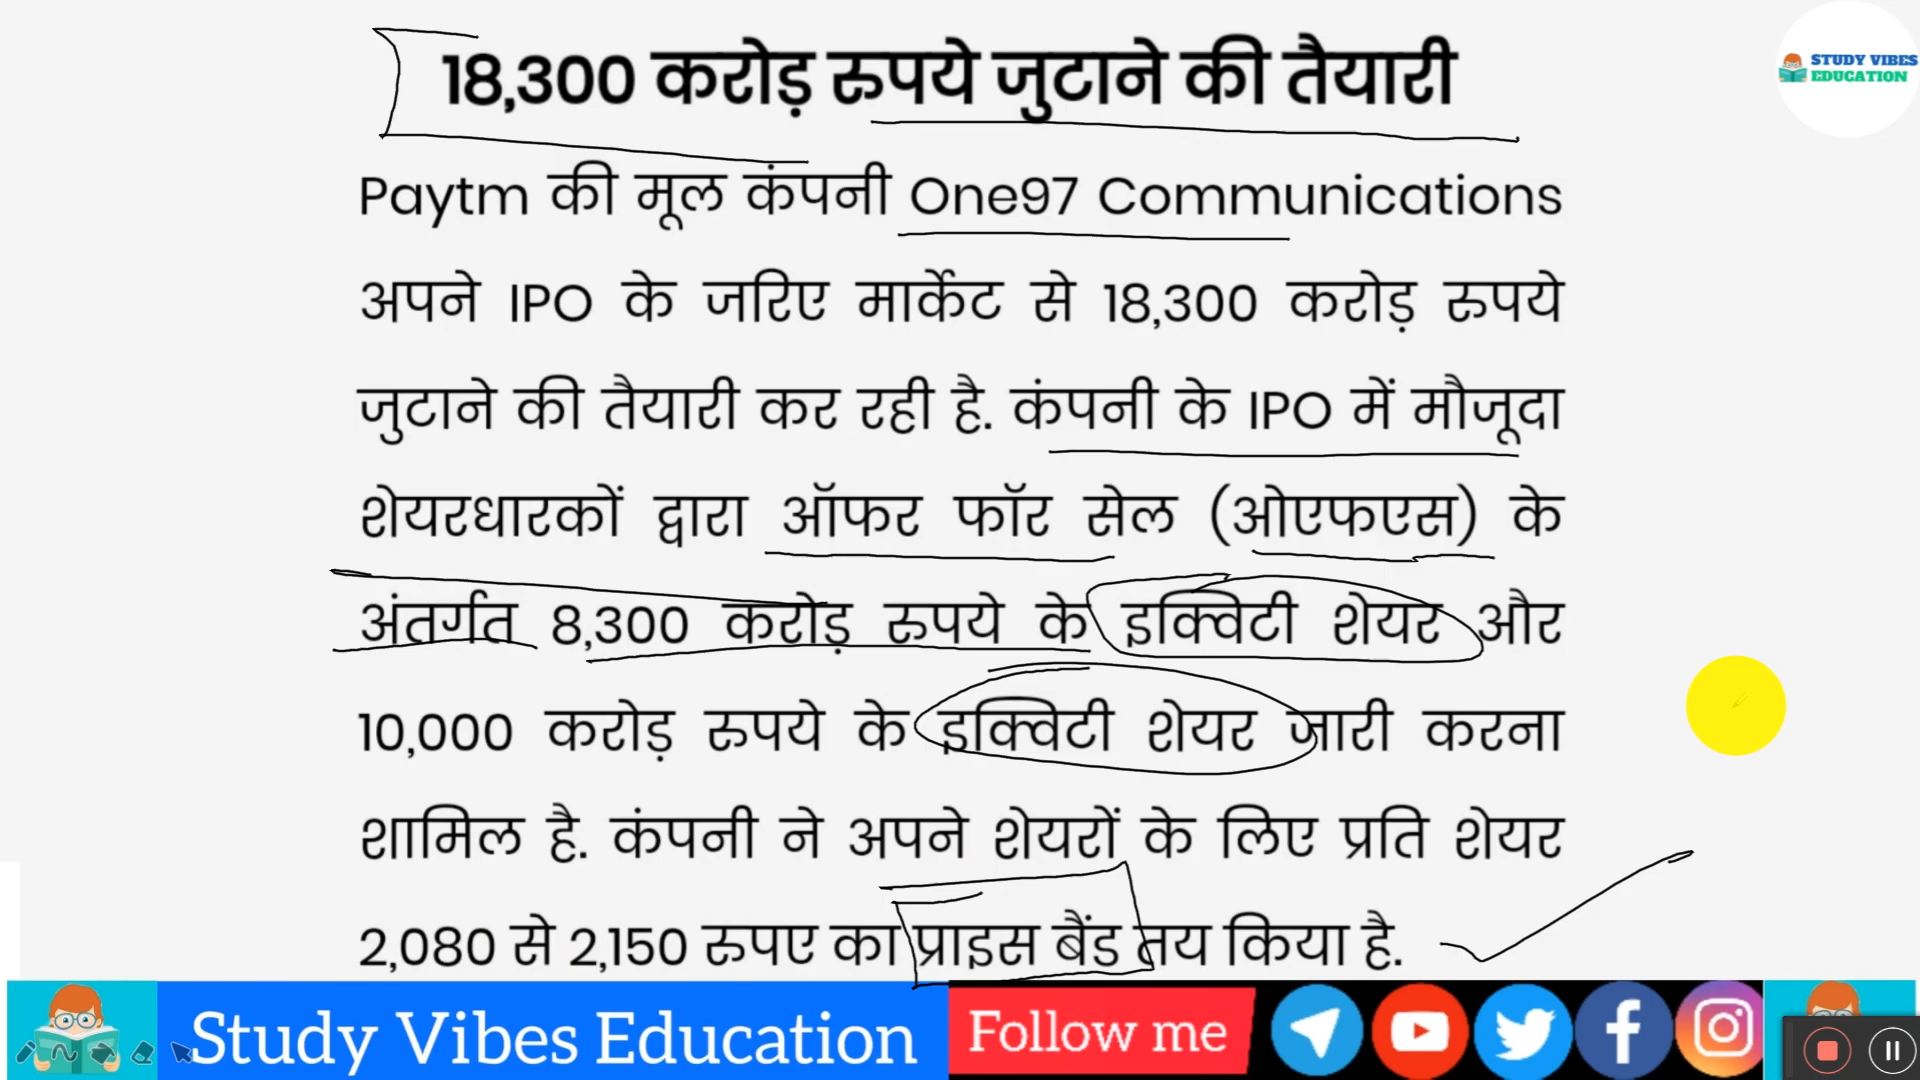 18,300 करोड़ रुपये जुटाने की तैयारी
STUDY VIBES
EDUCATION
Paytm की मूल कंपनी One97 Communications
अपने IPO के जरिए मार्केट से 18,300 करोड़ रुपये
जुटाने की तैयारी कर रही है. कंपनी के IPO में मौजूदा
शेयरधारकों द्वारा ऑफर फॉर सेल (ओएफएस) के
अंतर्गत 8,300 करोड़ रुपये के इक्विटी शेयर और
10,000 करोड़ रुपये के इक्विटी शेयर जारी करना
शामिल है. कंपनी ने अपने शेयरों के लिए प्रति शेयर
2,080 से 2,150 रुपए का प्राइस बैंड तय किया है.
Study Vibes Education
Follow me